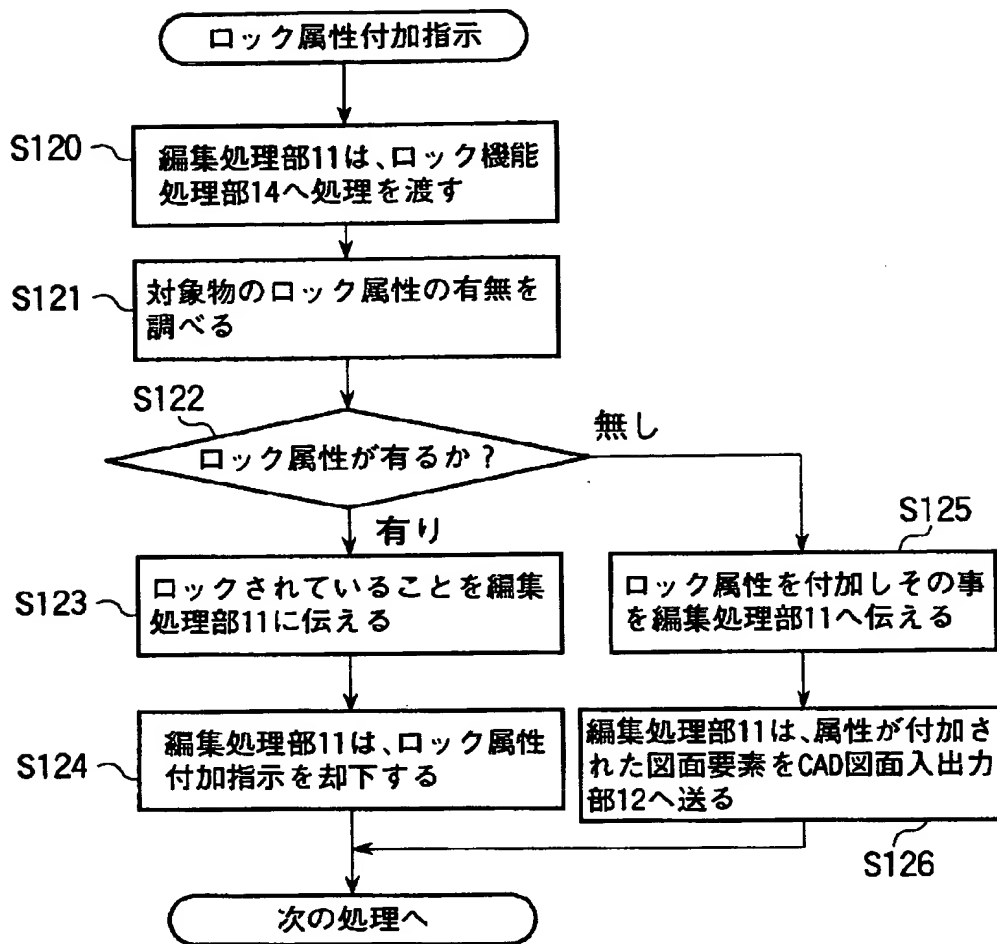 ロック属性付加指示
S120
編集処理部11は、ロック機能
処理部14へ処理を渡す
S121
対象物のロック属性の有無を
調べる
S122
ロック属性が有るか?
無し
有り
S123
ロックされていることを編集
処理部11に伝える
S124
編集処理部11は、ロック属性
付加指示を却下する
S125
ロック属性を付加しその事
を編集処理部11へ伝える
編集処理部11は、属性が付加さ
れた図面要素をCAD図面入出力
部12へ送る
S126
次の処理へ